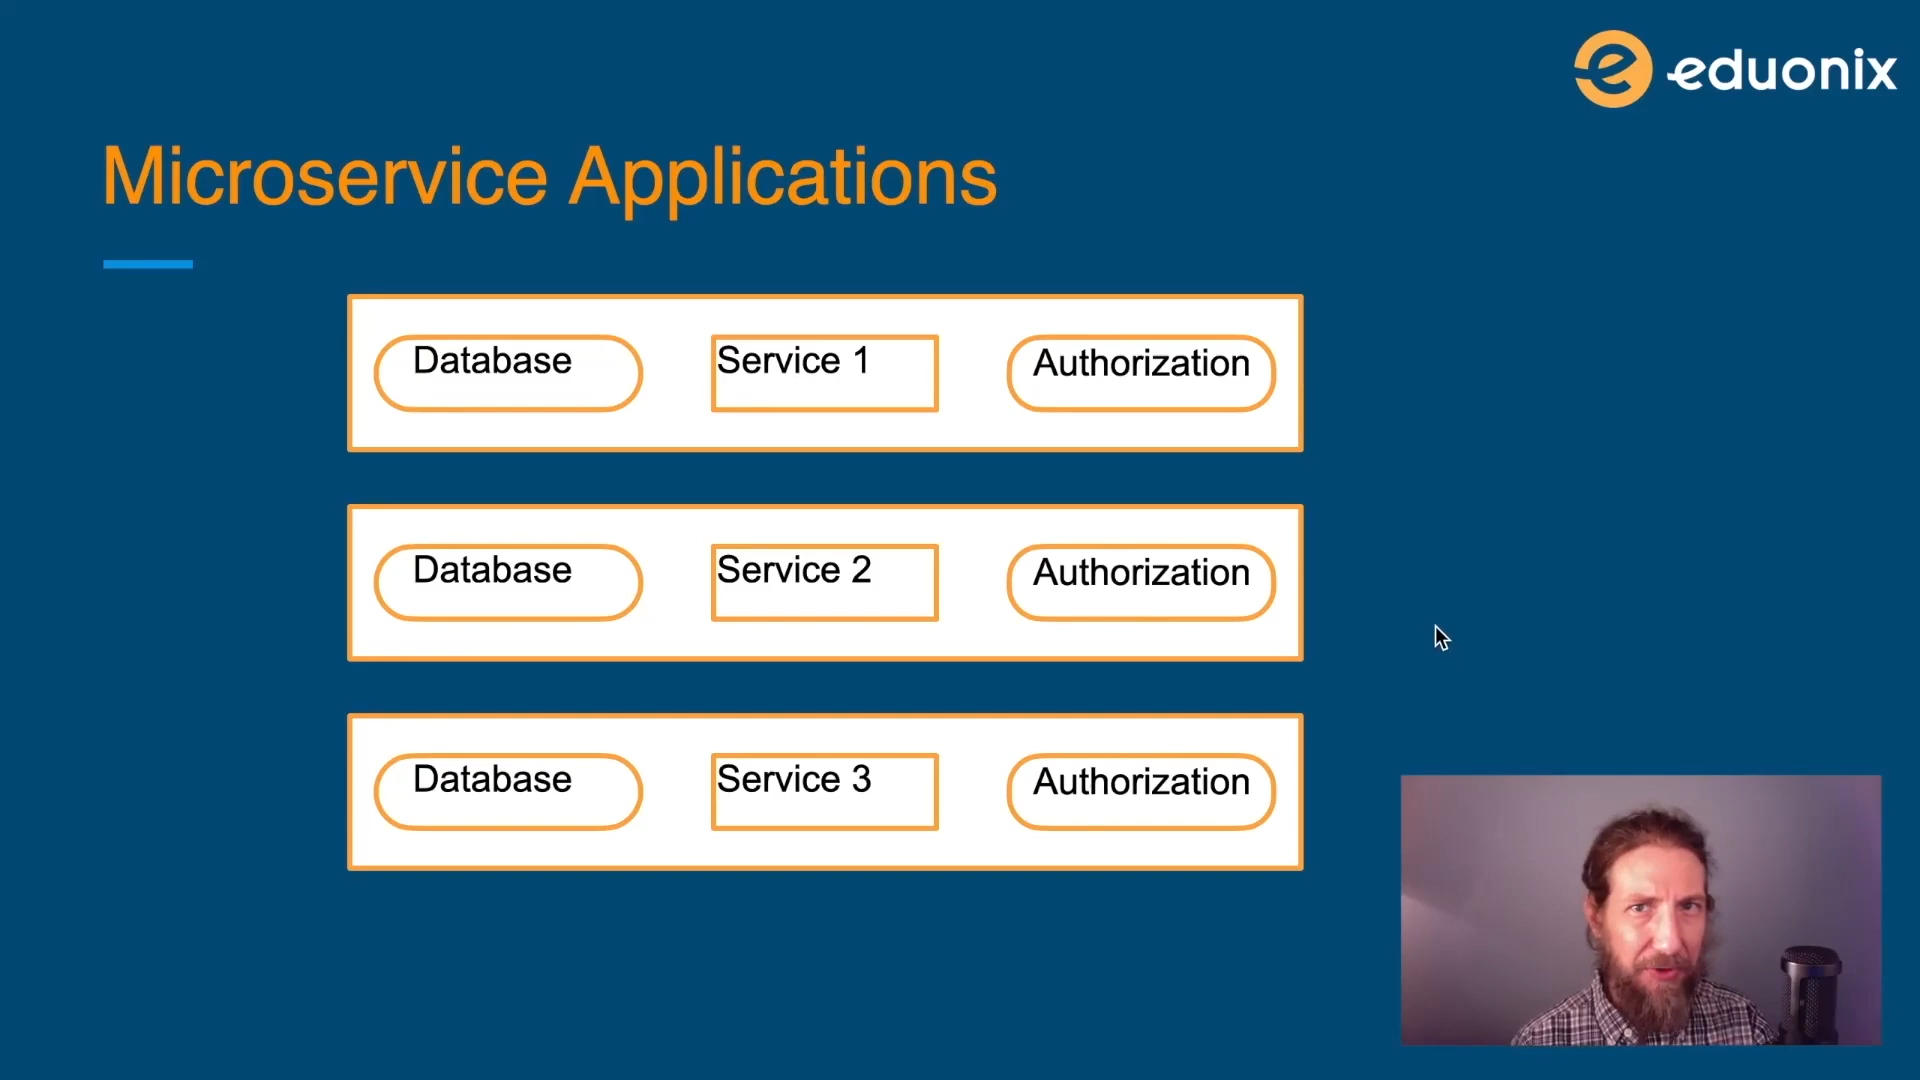 eduonix
Microservice Applications
Database Service 1 Authorization
Database Service 2 Authorization
Database Service 3 Authorization